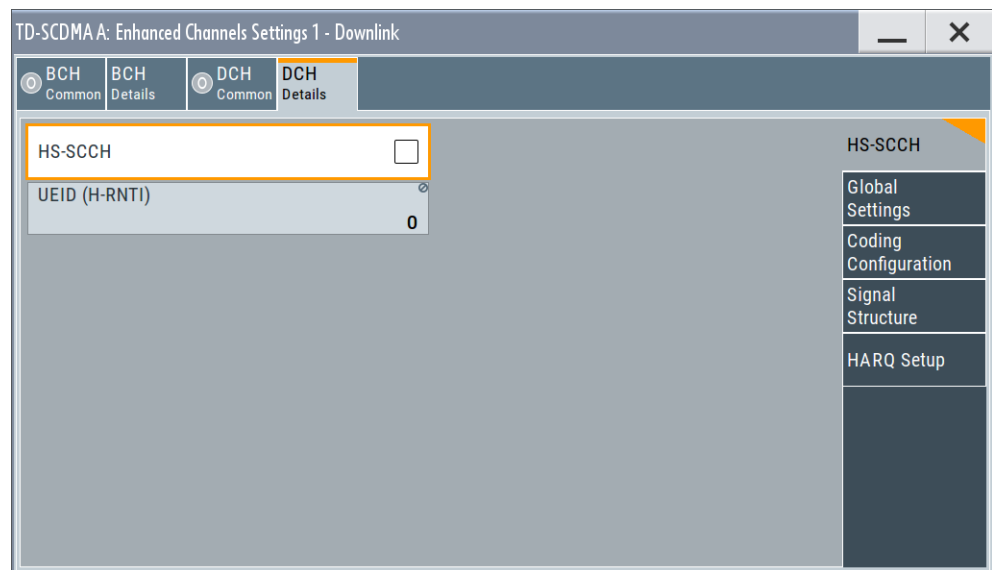 TD-SCDMA A: Enhanced Channels Settings 1 - Downlink
BCH
Common
BCH
Details
DCH
Common
DCH
Details
HS-SCCH
UEID (H-RNTI)
0
HS-SCCH
Global
Settings
Coding
Configuration
Signal
Structure
HARQ Setup